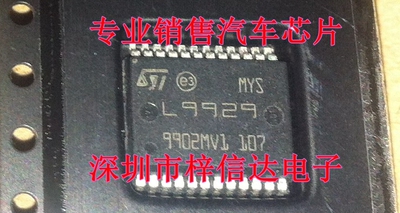 专业销售汽车芯片
ST e3 MYS
L9929
9902MV1 107
深圳市梓信达电子